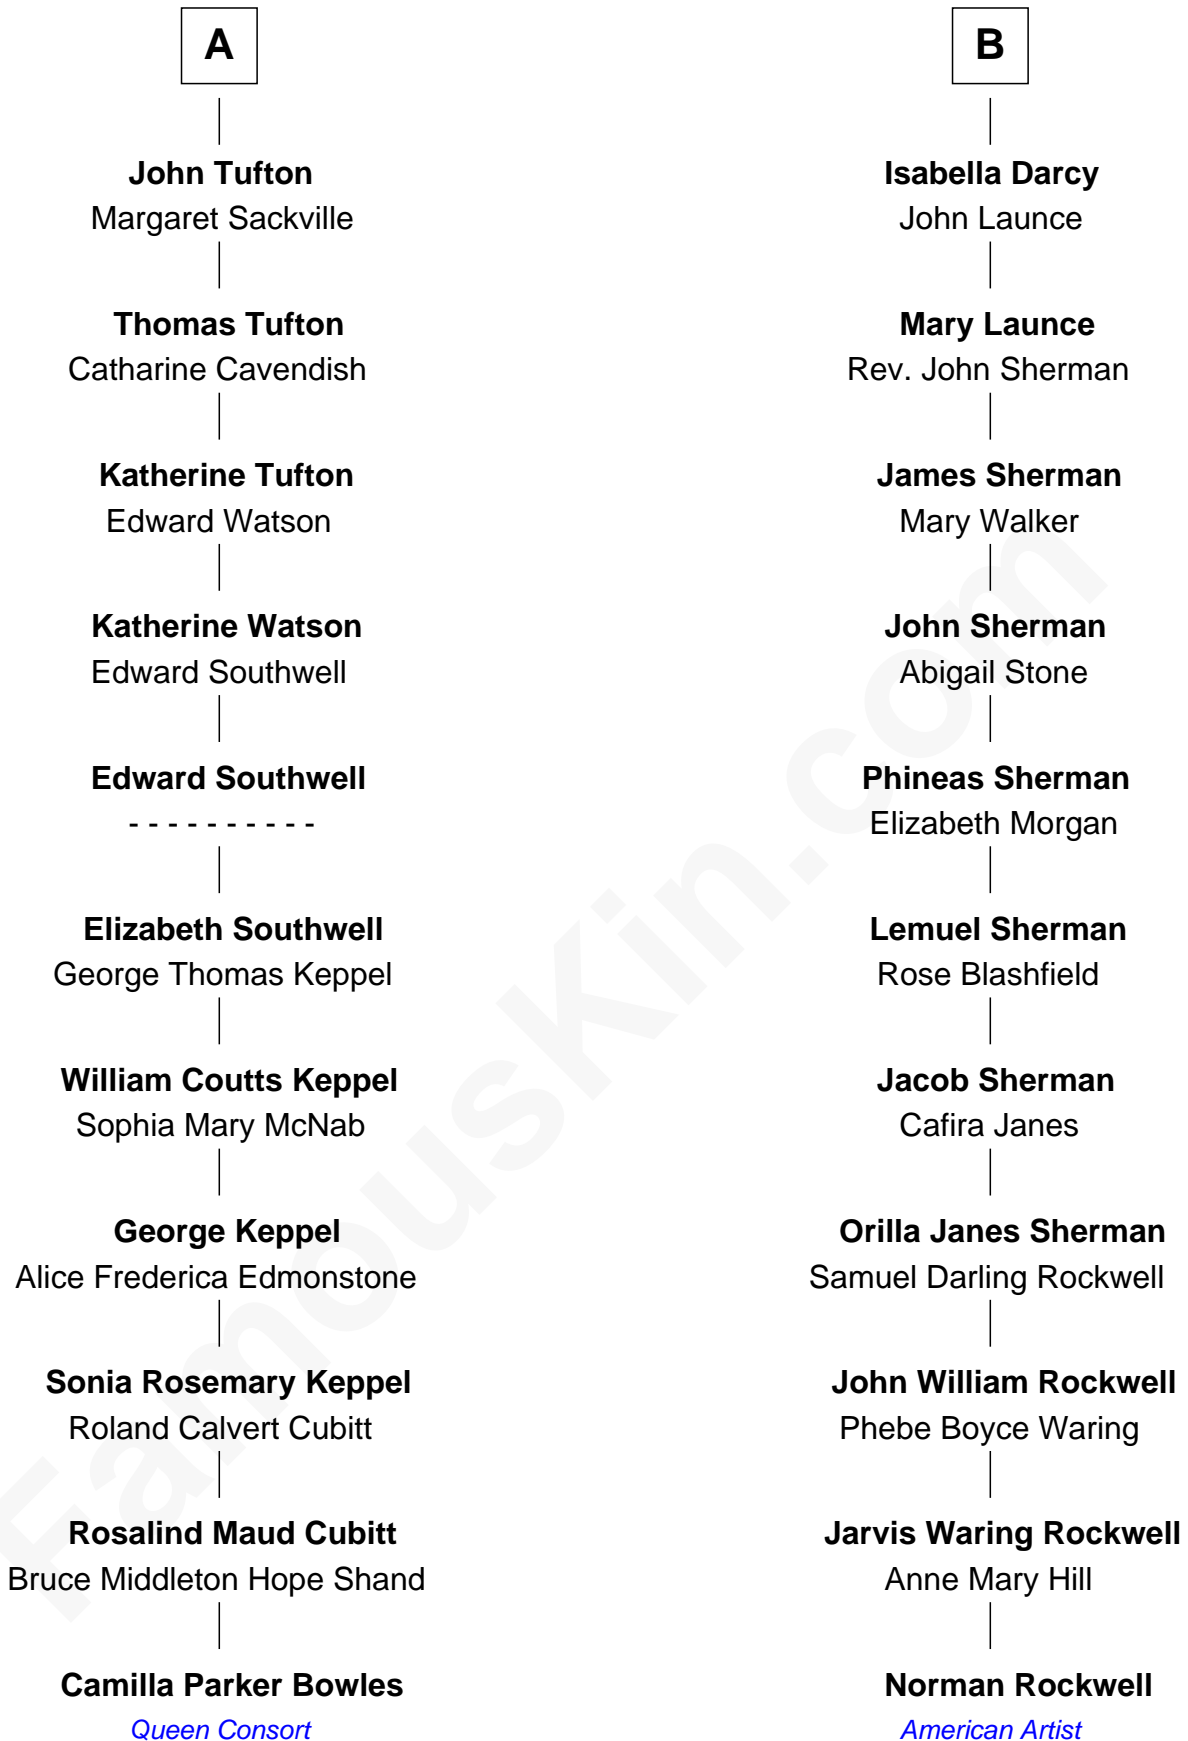 A
John Tufton
Margaret Sackville
Thomas Tufton
Catharine Cavendish
Katherine Tufton
Edward Watson
Katherine Watson
Edward Southwell
Edward Southwell
- - - - - - - - - -
Elizabeth Southwell
George Thomas Keppel
William Coutts Keppel
Sophia Mary McNab
George Keppel
Alice Frederica Edmonstone
Sonia Rosemary Keppel
Roland Calvert Cubitt
Rosalind Maud Cubitt
Bruce Middleton Hope Shand
Camilla Parker Bowles
Queen Consort
B
Isabella Darcy
John Launce
Mary Launce
Rev. John Sherman
James Sherman
Mary Walker
John Sherman
Abigail Stone
Phineas Sherman
Elizabeth Morgan
Lemuel Sherman
Rose Blashfield
Jacob Sherman
Cafira Janes
Orilla Janes Sherman
Samuel Darling Rockwell
John William Rockwell
Phebe Boyce Waring
Jarvis Waring Rockwell
Anne Mary Hill
Norman Rockwell
American Artist
FamousKin.com